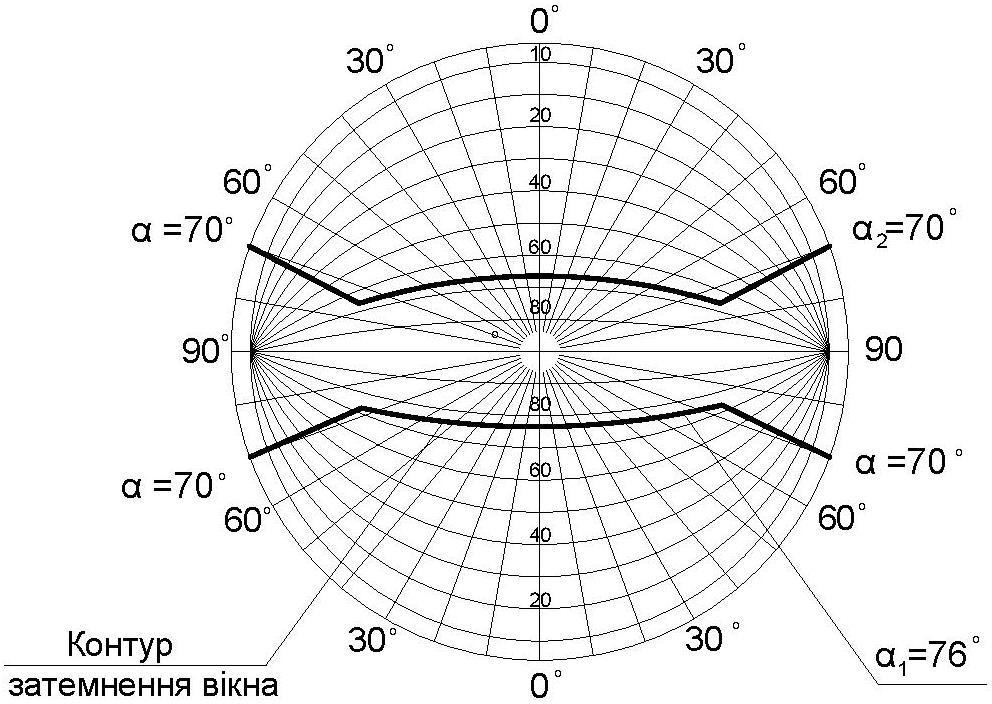 0°
10
30° 30°
20
60° 40 60°
α =70° α₂=70°
60
80
°
90° 90
80
α =70° 60 α =70°
60° 60°
40
20
30° 30°
0°
Контур
затемнення вікна
α₁=76°